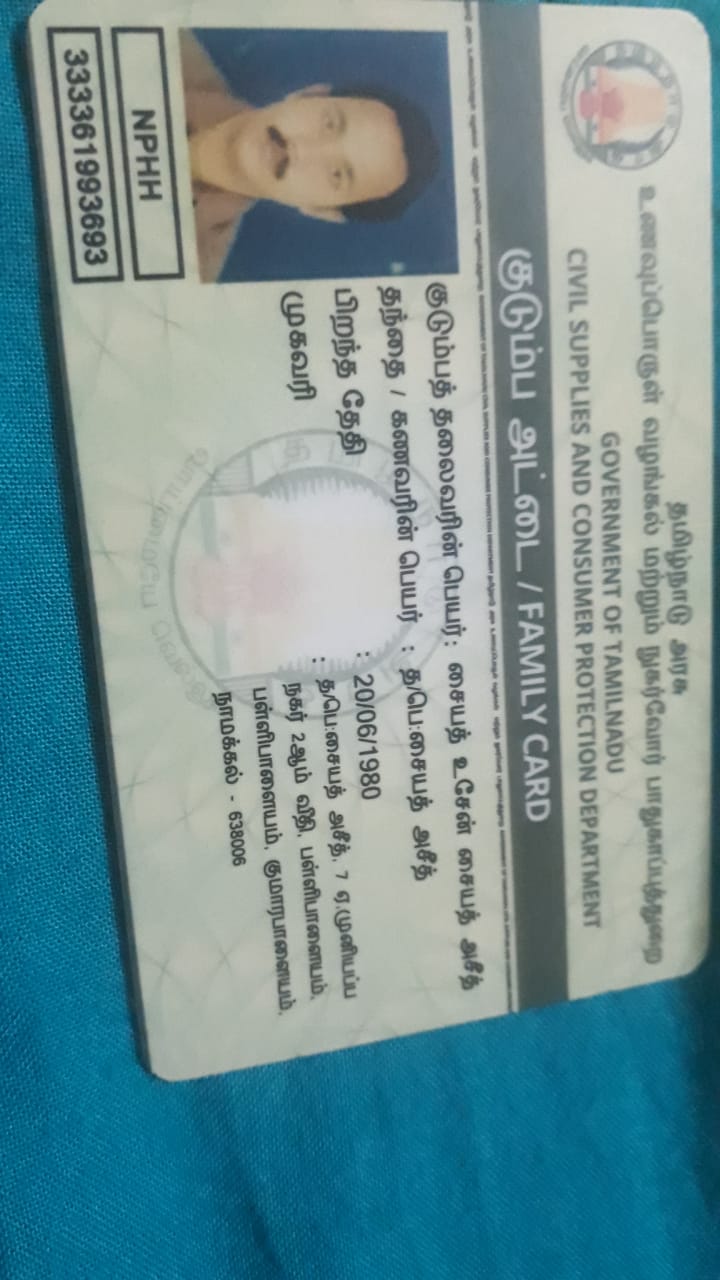 தமிழ்நாடு அரசு
உணவுப்பொருள் வழங்கல் மற்றும் நுகர்வோர் பாதுகாப்புத்துறை
GOVERNMENT OF TAMILNADU
CIVIL SUPPLIES AND CONSUMER PROTECTION DEPARTMENT
குடும்ப அட்டை / FAMILY CARD
குடும்பத் தலைவரின் பெயர் : சையத் உசேன் சையத் அசீத்
தந்தை / கணவரின் பெயர் : த/பெ:சையத் அசீத்
பிறந்த தேதி : 20/06/1980
முகவரி : த/பெ:சையத் அசீத், 7 ஏ,முனியப்ப
நகர் 2ஆம் வீதி, பள்ளிபாளையம்,
பள்ளிபாளையம், குமாரபாளையம்,
நாமக்கல் - 638006
NPHH
333361993693